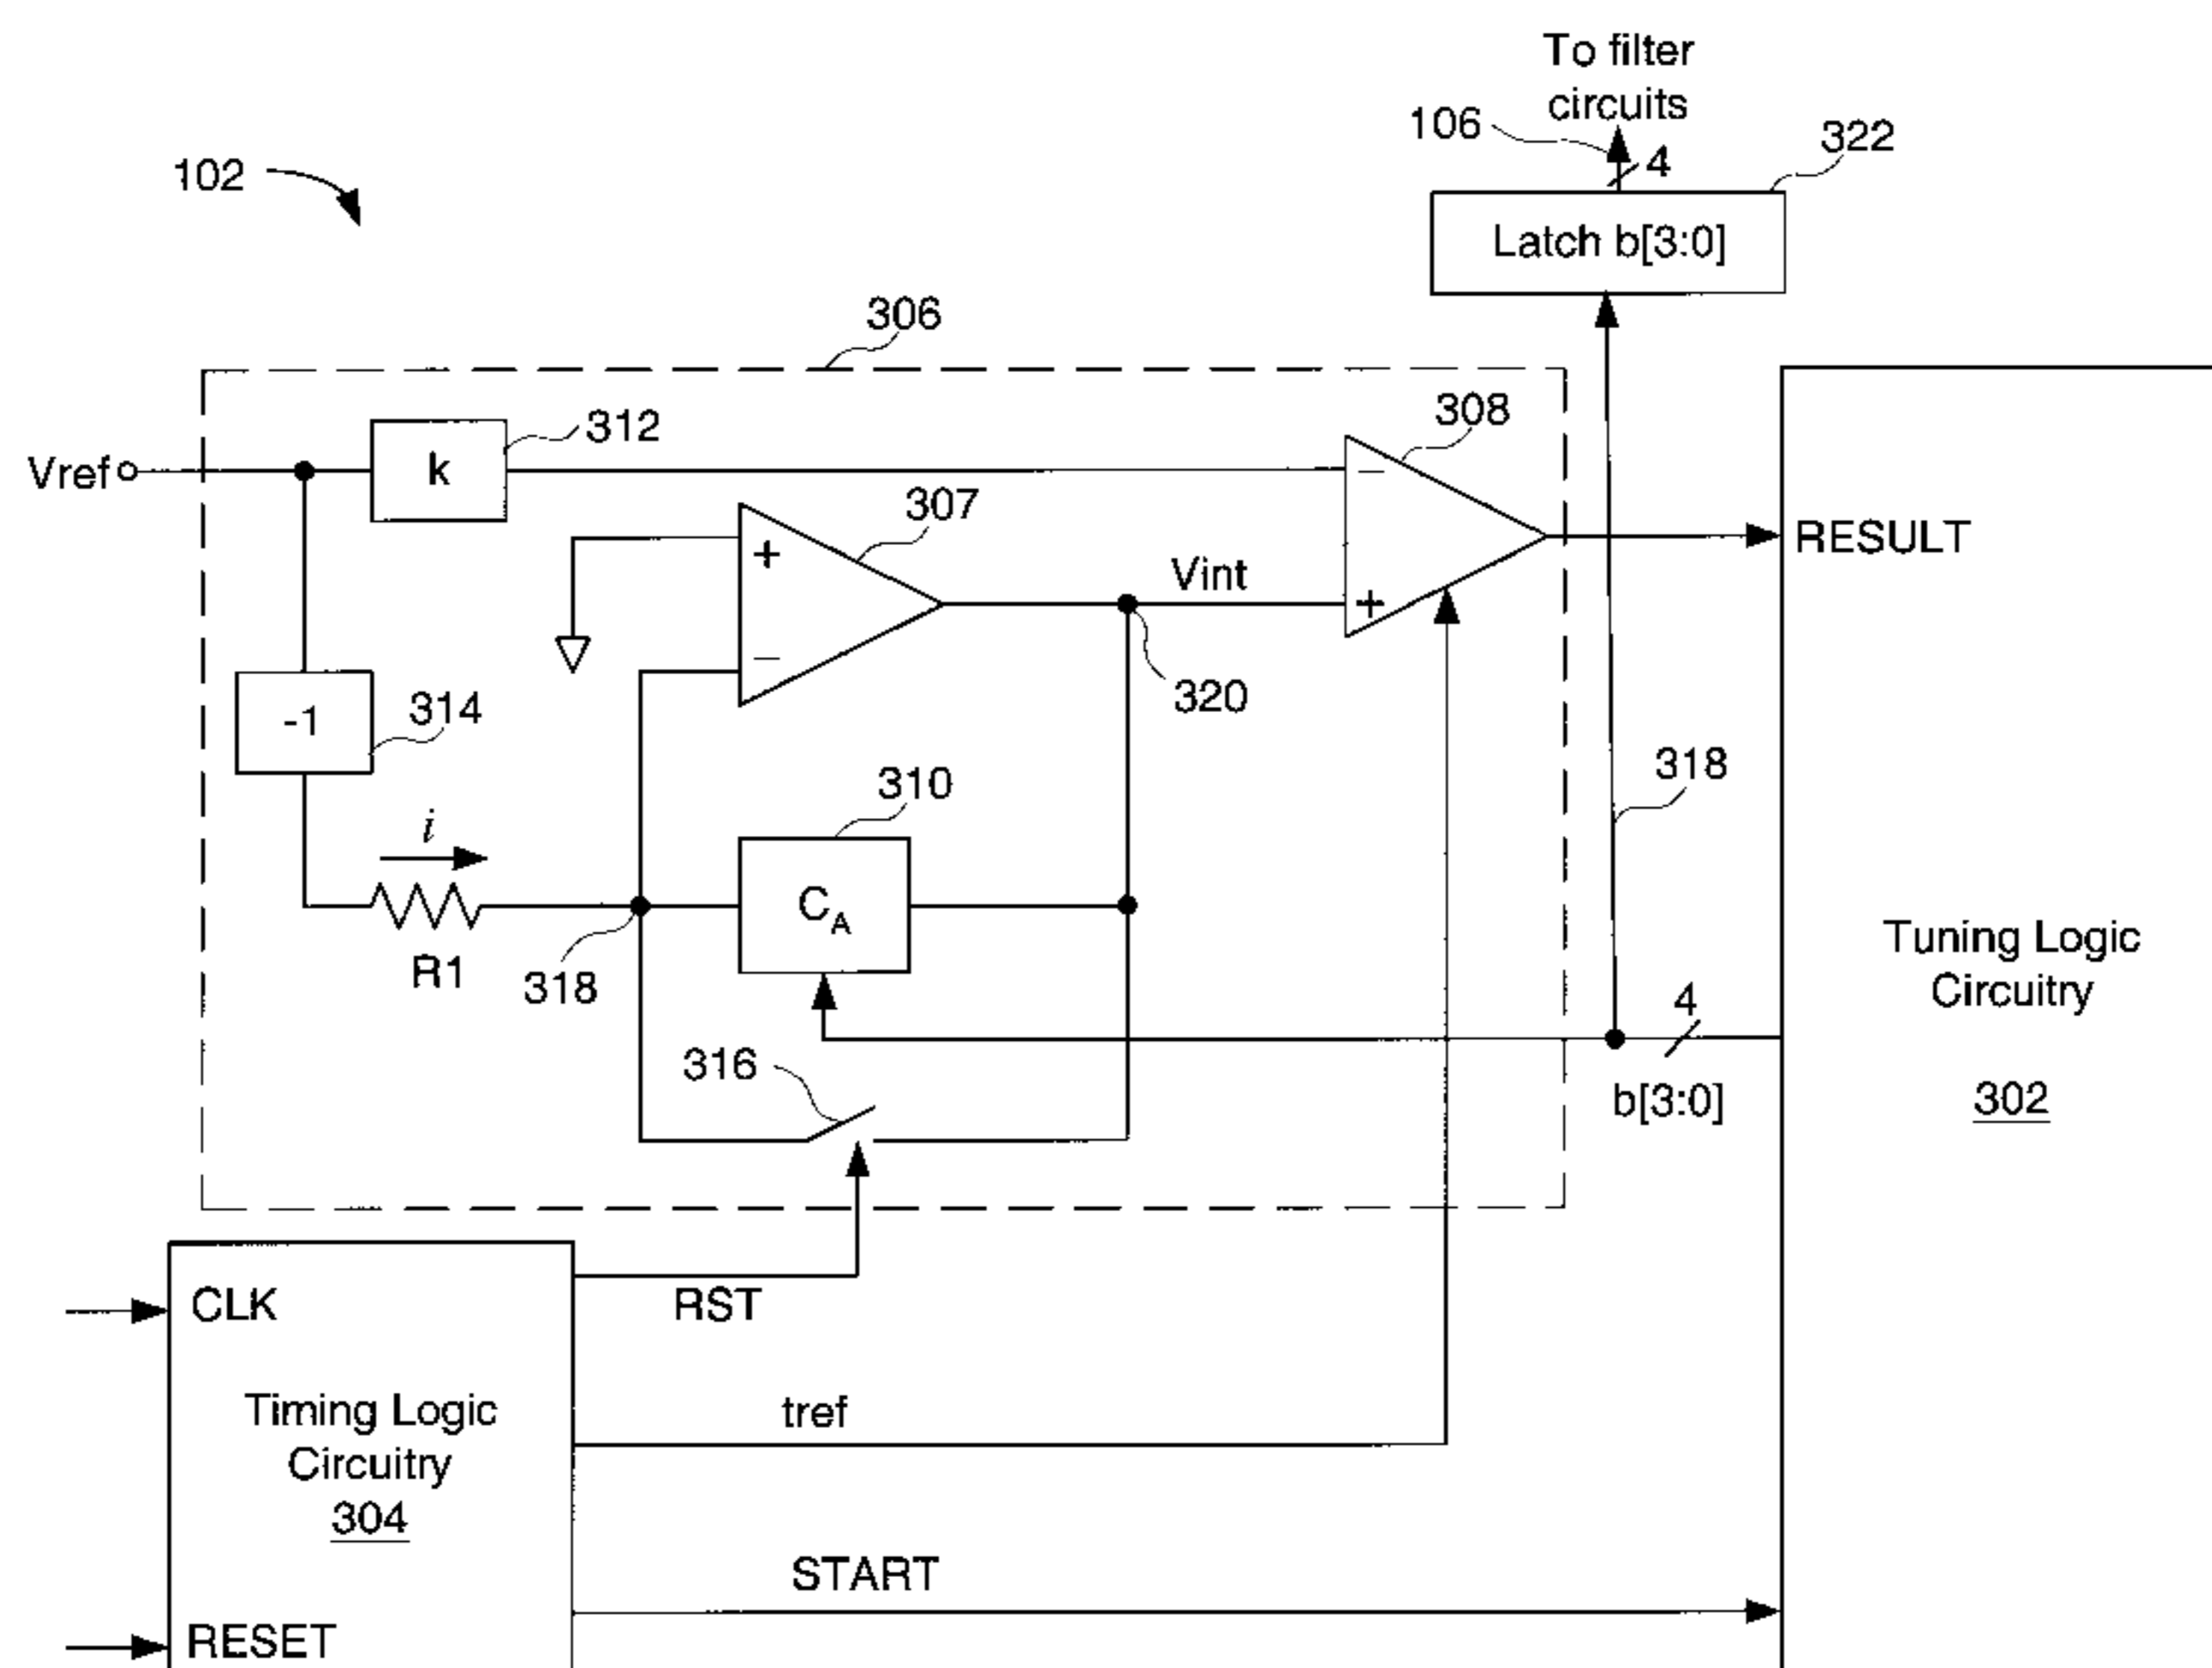 To filter
circuits
106
4
322
102
Latch b[3:0]
306
308
312
Vref
k
307
RESULT
Vint
+
−
+
−
320
-1
314
318
310
i
CA
R1
318
Tuning Logic
Circuitry
302
4
b[3:0]
316
CLK
RST
Timing Logic
Circuitry
304
tref
START
RESET